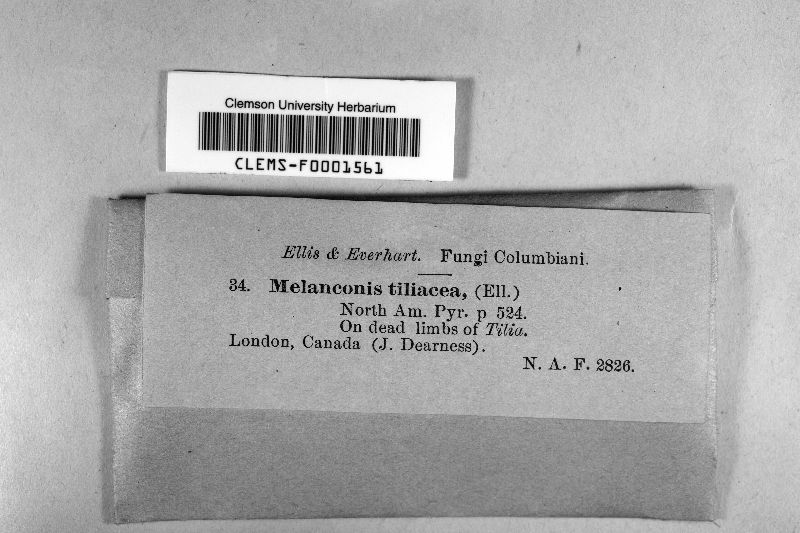 Clemson University Herbarium
CLEMS-F0001561
Ellis & Everhart. Fungi Columbiani.
34. Melanconis tiliacea, (Ell.)
North Am. Pyr. p 524.
On dead limbs of Tilia.
London, Canada (J. Dearness).
N. A. F. 2826.